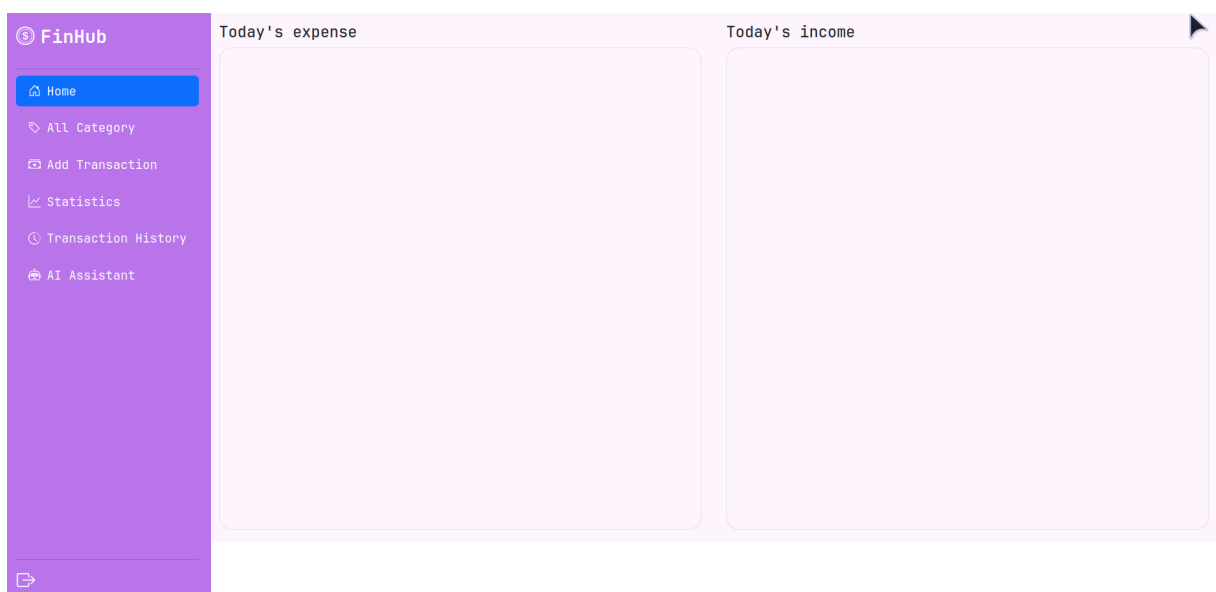 FinHub
Home
All Category
Add Transaction
Statistics
Transaction History
AI Assistant
Today's expense
Today's income